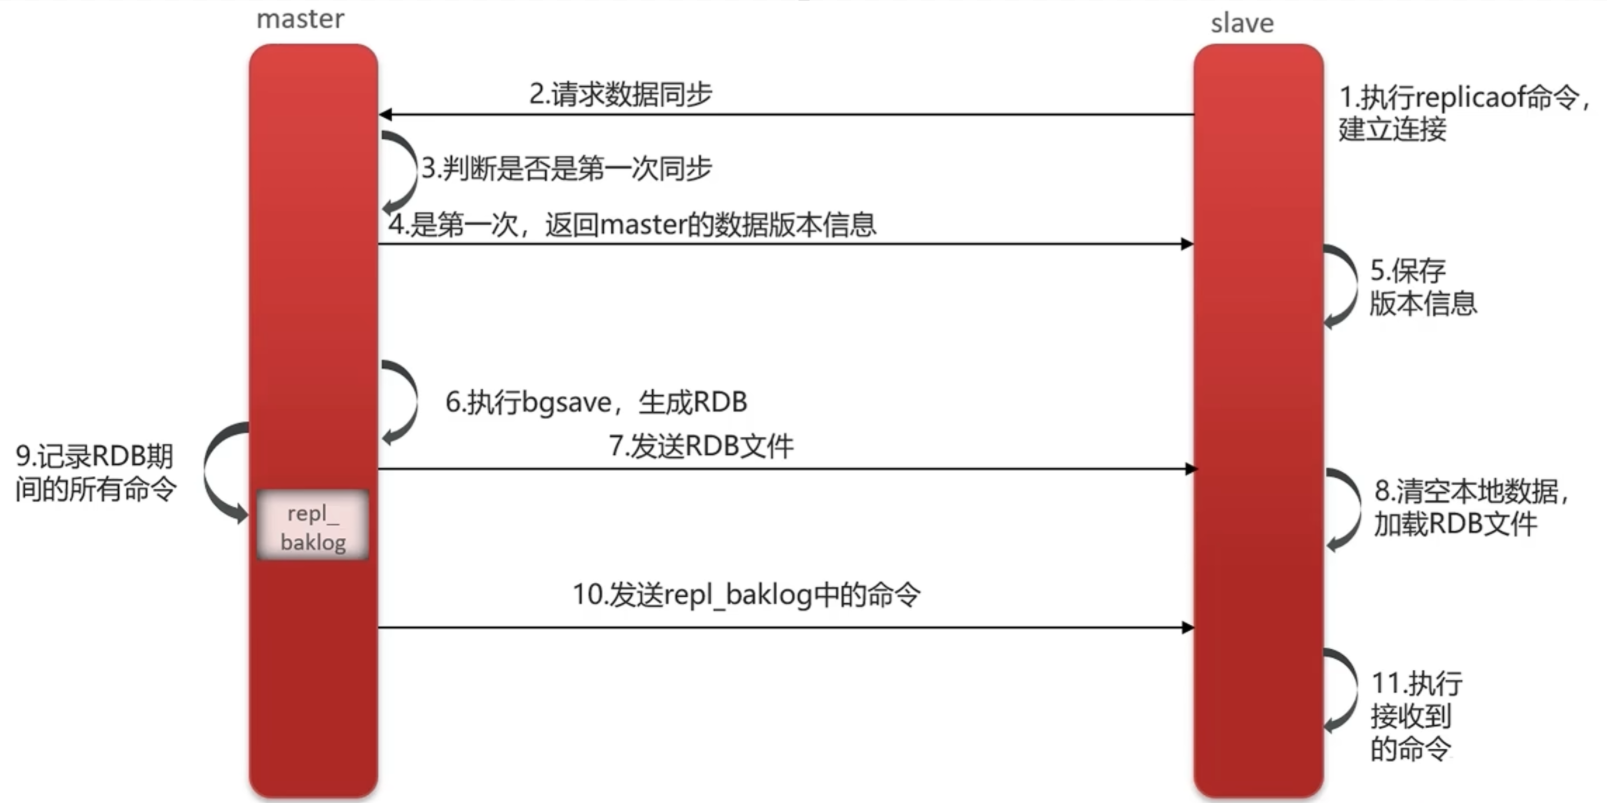 master
slave
2.请求数据同步
1.执行replicaof命令，
建立连接
3.判断是否是第一次同步
4.是第一次，返回master的数据版本信息
5.保存
版本信息
6.执行bgsave，生成RDB
7.发送RDB文件
9.记录RDB期
间的所有命令
repl_
baklog
8.清空本地数据，
加载RDB文件
10.发送repl_baklog中的命令
11.执行
接收到
的命令